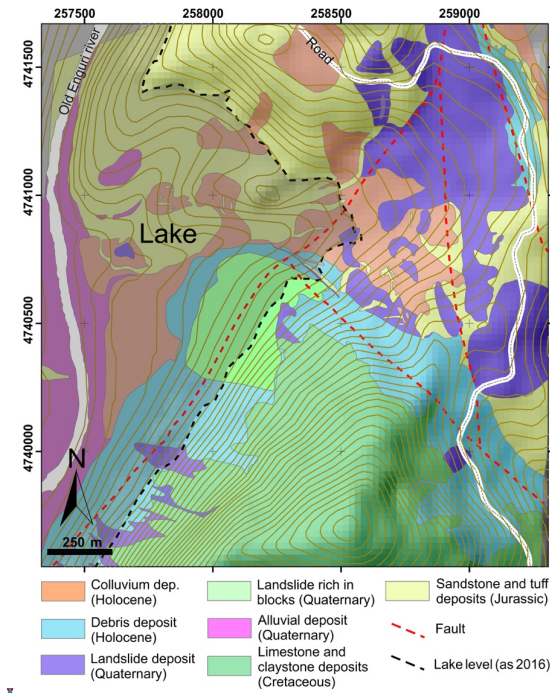 257500 258000 258500 259000
4741500
Old Enguri river
Road
4741000
Lake
4740500
4740000
N
250 m
Colluvium dep.
(Holocene)
Debris deposit
(Holocene)
Landslide deposit
(Quaternary)
Landslide rich in
blocks (Quaternary)
Alluvial deposit
(Quaternary)
Limestone and
claystone deposits
(Cretaceous)
Sandstone and tuff
deposits (Jurassic)
Fault
Lake level (as 2016)